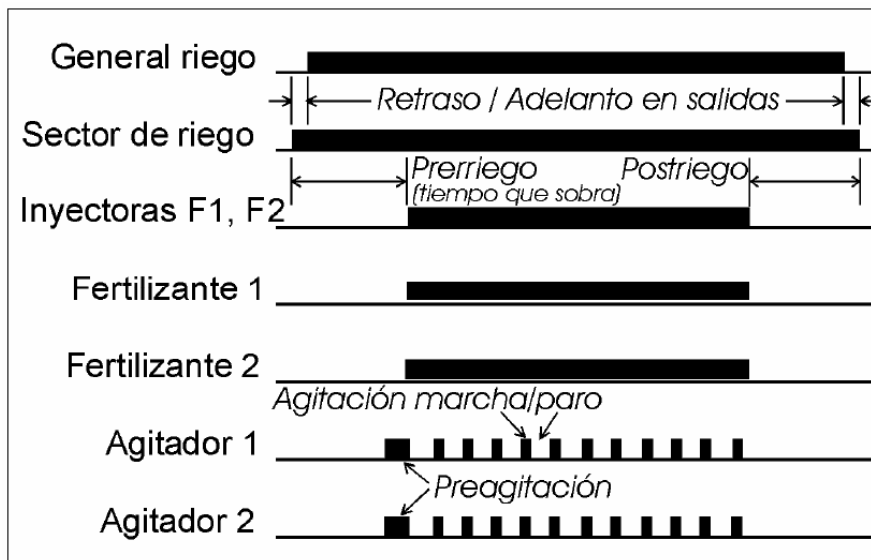 General riego
Retraso / Adelanto en salidas
Sector de riego
Prerriego
Postriego
(tiempo que sobra)
Inyectoras F1, F2
Fertilizante 1
Fertilizante 2
Agitación marcha/paro
Agitador 1
Preagitación
Agitador 2